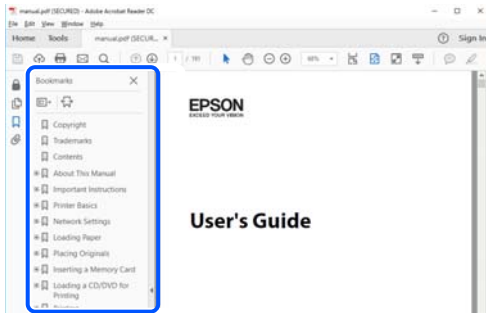 manual.pdf (SECURED) - Adobe Acrobat Reader DC
File Edit View Window Help
Home Tools manual.pdf (SECUR... ×
Sign In
Bookmarks
Copyright
Trademarks
Contents
About This Manual
Important Instructions
Printer Basics
Network Settings
Loading Paper
Placing Originals
Inserting a Memory Card
Loading a CD/DVD for
Printing
EPSON
EXCEED YOUR VISION
User's Guide